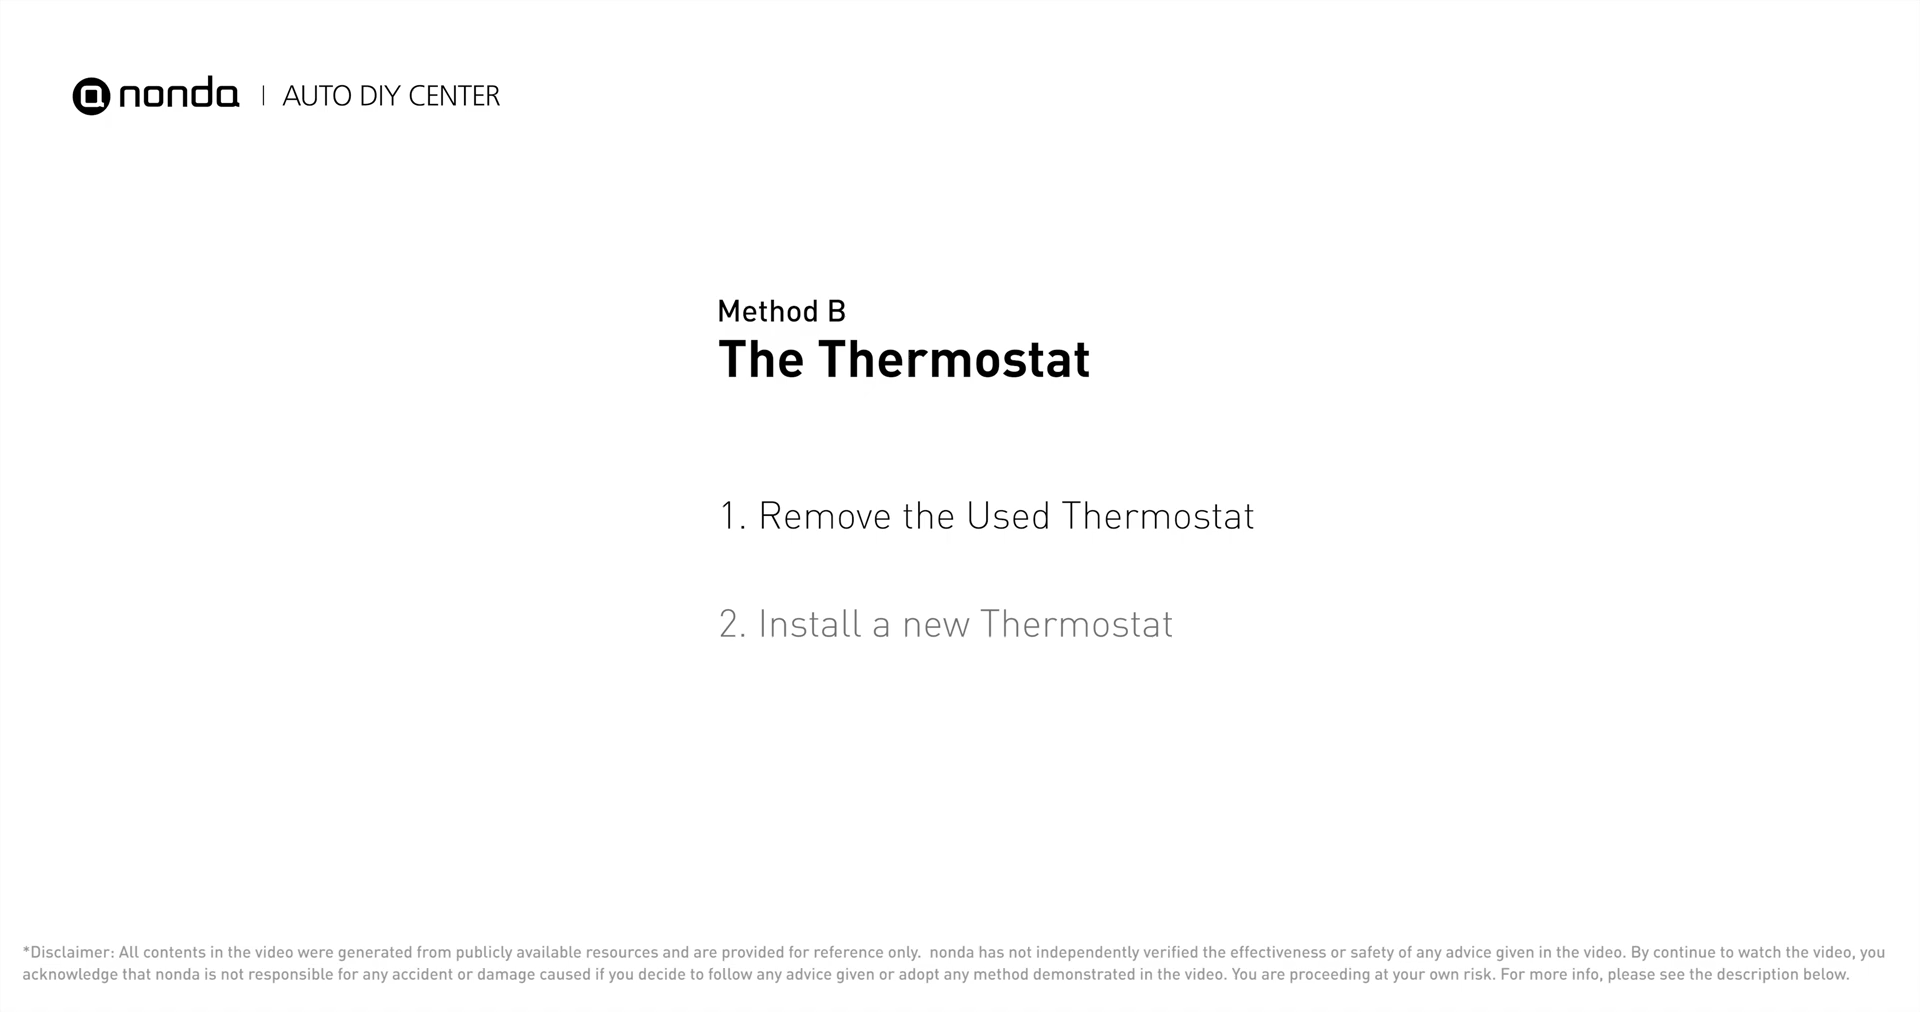 nonda | AUTO DIY CENTER
Method B
The Thermostat
1. Remove the Used Thermostat
2. Install a new Thermostat
*Disclaimer: All contents in the video were generated from publicly available resources and are provided for reference only. nonda has not independently verified the effectiveness or safety of any advice given in the video. By continue to watch the video, you
acknowledge that nonda is not responsible for any accident or damage caused if you decide to follow any advice given or adopt any method demonstrated in the video. You are proceeding at your own risk. For more info, please see the description below.